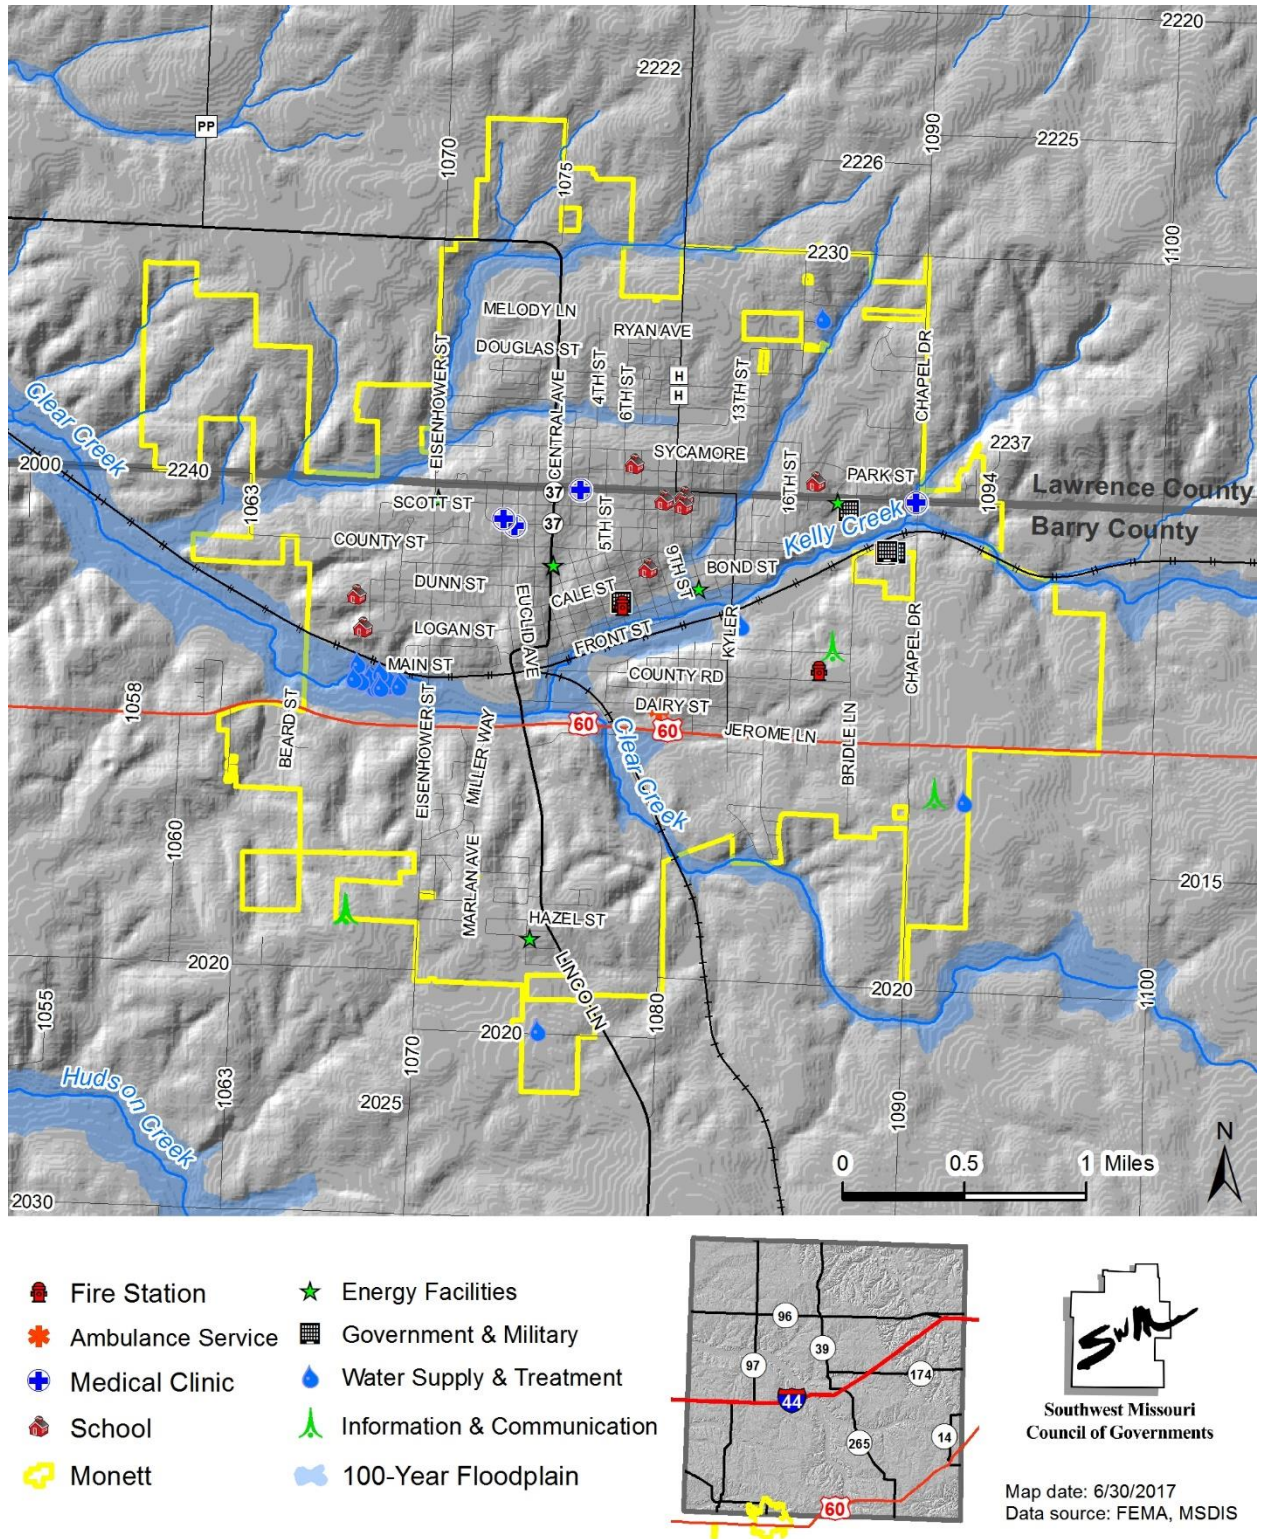 2220
2222
PP
1070
1075
1090
2225
2226
1100
2230
MELODY LN
RYAN AVE
DOUGLAS ST
EISENHOWER ST
CENTRAL AVE
4TH ST
6TH ST
H
H
13TH ST
CHAPEL DR
Clear Creek
2000
2240
1063
SYCAMORE
2237
16TH ST
PARK ST
1094
Lawrence County
Barry County
37
37
SCOTT ST
5TH ST
Kelly Creek
COUNTY ST
DUNN ST
EUCLID AVE
CALE ST
9TH ST
BOND ST
LOGAN ST
FRONT ST
KYLER
MAIN ST
COUNTY RD
CHAPEL DR
1058
BEARD ST
EISENHOWER ST
MILLER WAY
60
60
DAIRY ST
JEROME LN
BRIDLE LN
Clear Creek
1060
MARLAN AVE
HAZEL ST
2015
2020
LINCO LN
2020
1100
1055
1070
2020
1080
Hudson Creek
1063
2025
1090
N
0 0.5 1 Miles
2030
Fire Station
Ambulance Service
Medical Clinic
School
Monett
Energy Facilities
Government & Military
Water Supply & Treatment
Information & Communication
100-Year Floodplain
96
39
97
174
44
265
14
60
SWM
Southwest Missouri
Council of Governments
Map date: 6/30/2017
Data source: FEMA, MSDIS